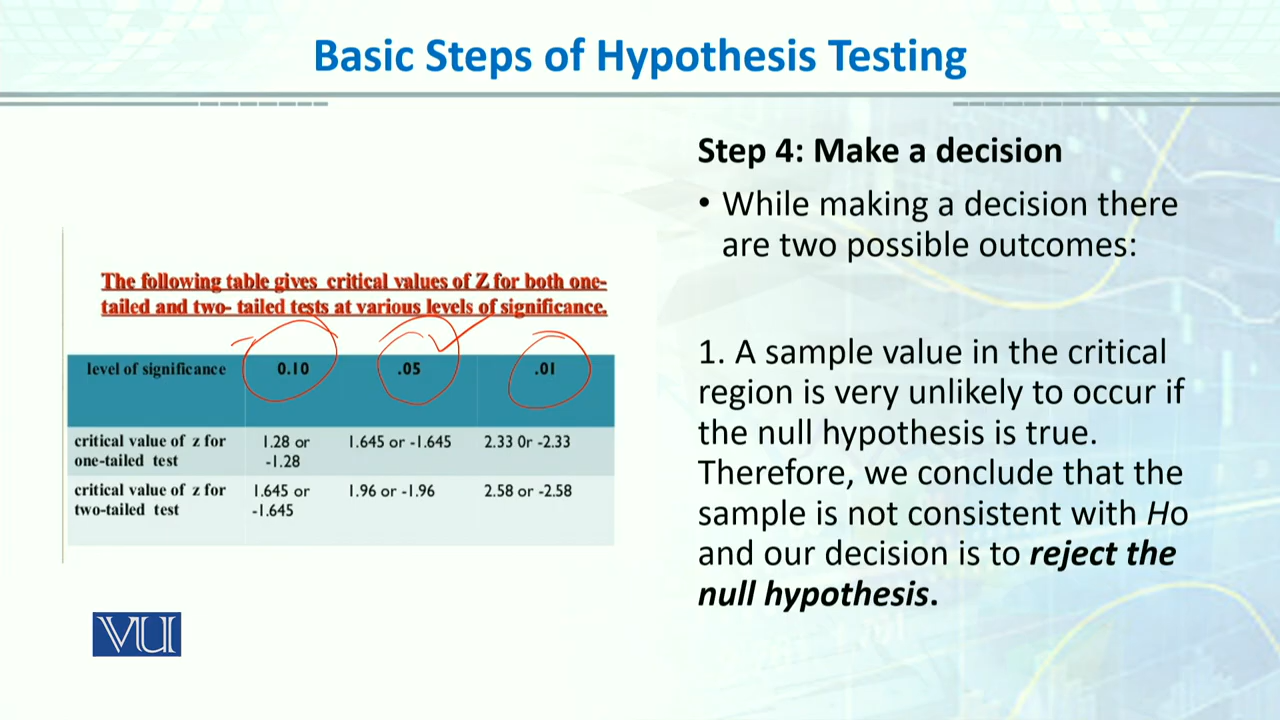 Basic Steps of Hypothesis Testing
The following table gives critical values of Z for both one-
tailed and two- tailed tests at various levels of significance.
level of significance 0.10 .05 .01
critical value of z for one-tailed test 1.28 or -1.28 1.645 or -1.645 2.33 0r -2.33
critical value of z for two-tailed test 1.645 or -1.645 1.96 or -1.96 2.58 or -2.58
VU
Step 4: Make a decision
• While making a decision there
are two possible outcomes:
1. A sample value in the critical
region is very unlikely to occur if
the null hypothesis is true.
Therefore, we conclude that the
sample is not consistent with Ho
and our decision is to reject the
null hypothesis.